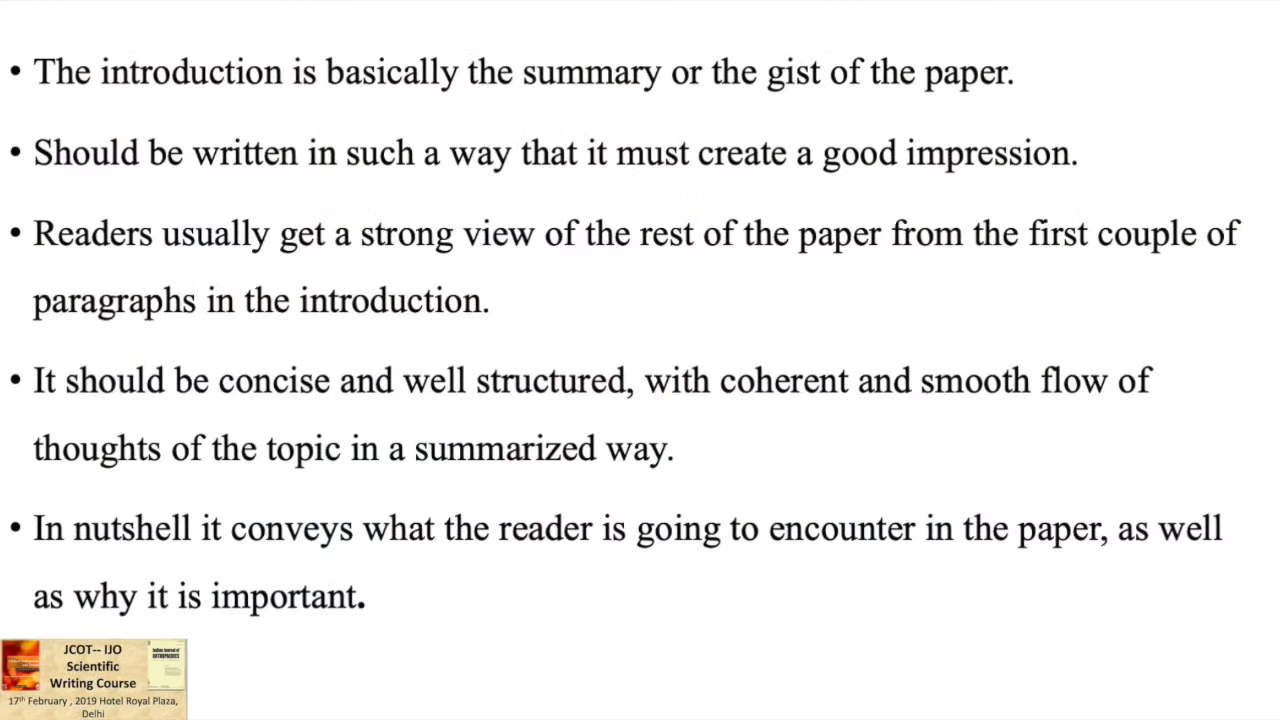 • The introduction is basically the summary or the gist of the paper.
• Should be written in such a way that it must create a good impression.
• Readers usually get a strong view of the rest of the paper from the first couple of
paragraphs in the introduction.
• It should be concise and well structured, with coherent and smooth flow of
thoughts of the topic in a summarized way.
• In nutshell it conveys what the reader is going to encounter in the paper, as well
as why it is important.
JCOT-- IJO
Scientific
Writing Course
Indian Journal of
ORTHOPAEDICS
17th February , 2019 Hotel Royal Plaza,
Delhi